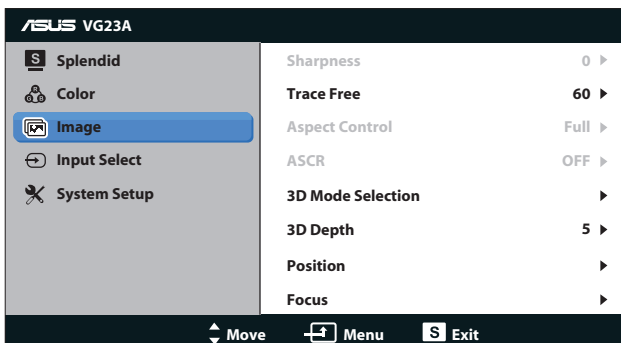 ASUS VG23A
S Splendid
Color
Image
Input Select
System Setup
Sharpness 0
Trace Free 60
Aspect Control Full
ASCR OFF
3D Mode Selection
3D Depth 5
Position
Focus
Move Menu S Exit